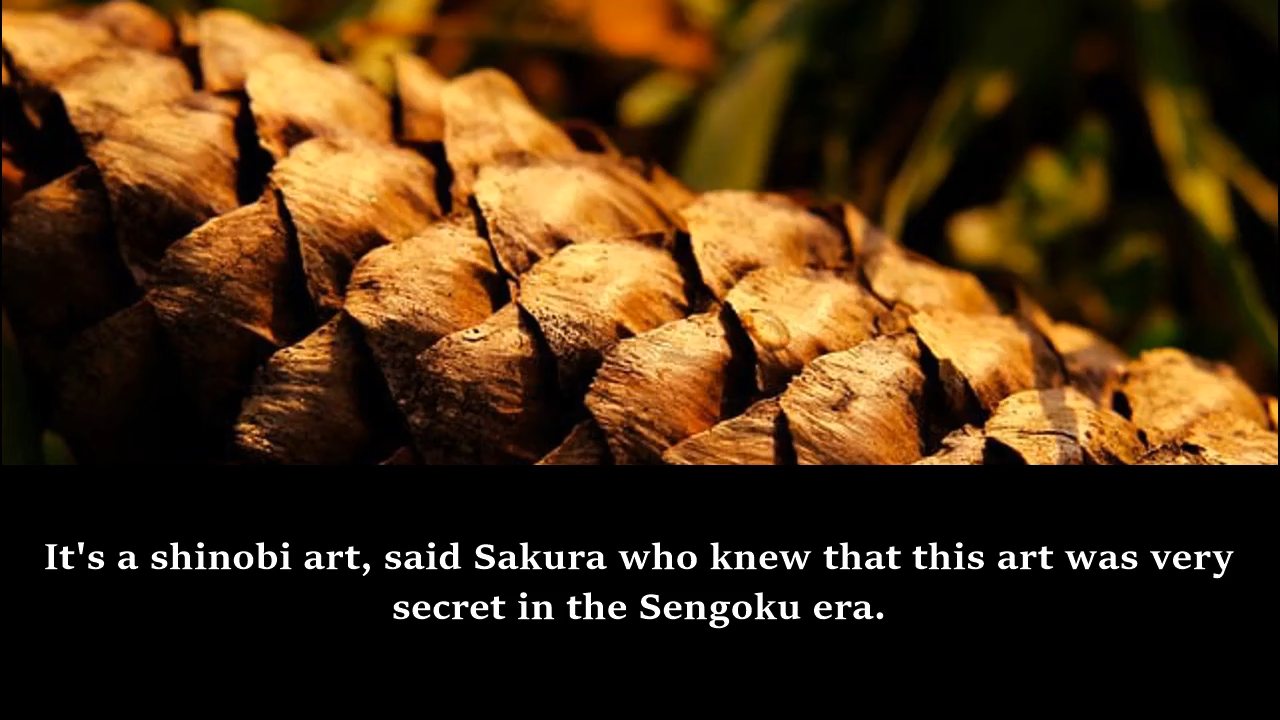 It's a shinobi art, said Sakura who knew that this art was very
secret in the Sengoku era.